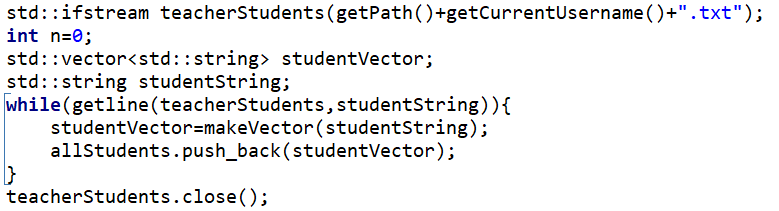 std::ifstream teacherStudents(getPath()+getCurrentUsername()+".txt");
int n=0;
std::vector<std::string> studentVector;
std::string studentString;
while(getline(teacherStudents,studentString)){
    studentVector=makeVector(studentString);
    allStudents.push_back(studentVector);
}
teacherStudents.close();